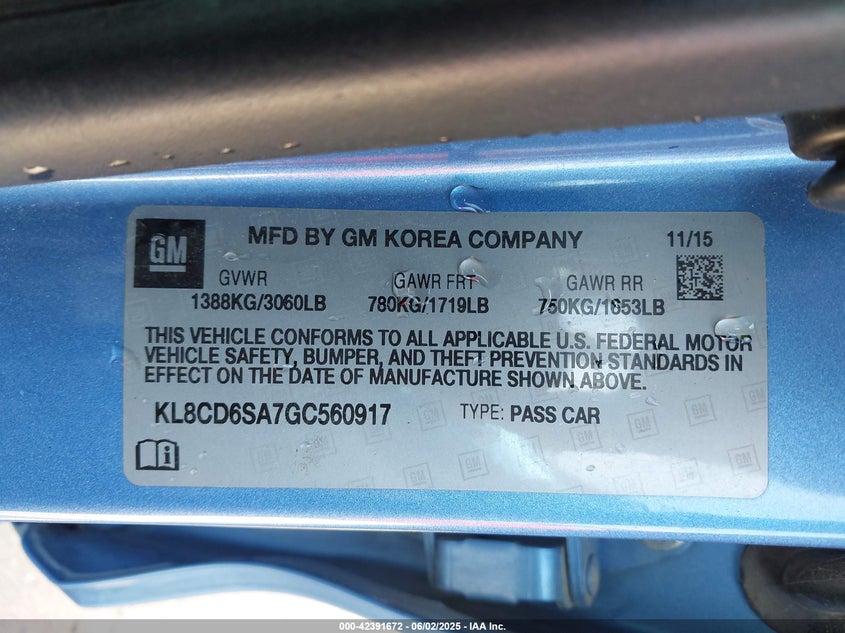 GM
MFD BY GM KOREA COMPANY 11/15
GVWR GAWR FRT GAWR RR
1388KG/3060LB 780KG/1719LB 750KG/1653LB
THIS VEHICLE CONFORMS TO ALL APPLICABLE U.S. FEDERAL MOTOR
VEHICLE SAFETY, BUMPER, AND THEFT PREVENTION STANDARDS IN
EFFECT ON THE DATE OF MANUFACTURE SHOWN ABOVE.
KL8CD6SA7GC560917 TYPE: PASS CAR
000-42391672 - 06/02/2025 - IAA Inc.